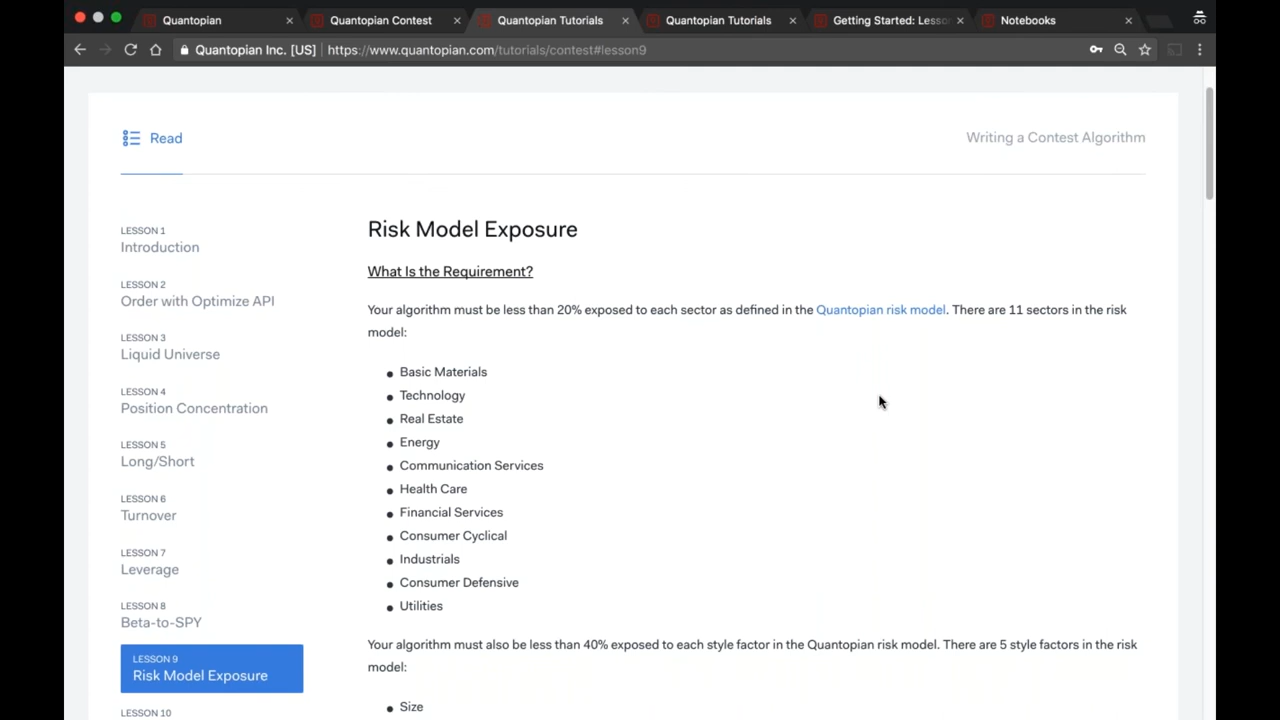 Quantopian
Quantopian Contest
Quantopian Tutorials
Quantopian Tutorials
Getting Started: Lesso
Notebooks
Quantopian Inc. [US] https://www.quantopian.com/tutorials/contest#lesson9
Read
Writing a Contest Algorithm
LESSON 1
Introduction
LESSON 2
Order with Optimize API
LESSON 3
Liquid Universe
LESSON 4
Position Concentration
LESSON 5
Long/Short
LESSON 6
Turnover
LESSON 7
Leverage
LESSON 8
Beta-to-SPY
LESSON 9
Risk Model Exposure
LESSON 10
Risk Model Exposure
What Is the Requirement?
Your algorithm must be less than 20% exposed to each sector as defined in the Quantopian risk model. There are 11 sectors in the risk
model:
Basic Materials
Technology
Real Estate
Energy
Communication Services
Health Care
Financial Services
Consumer Cyclical
Industrials
Consumer Defensive
Utilities
Your algorithm must also be less than 40% exposed to each style factor in the Quantopian risk model. There are 5 style factors in the risk
model:
Size